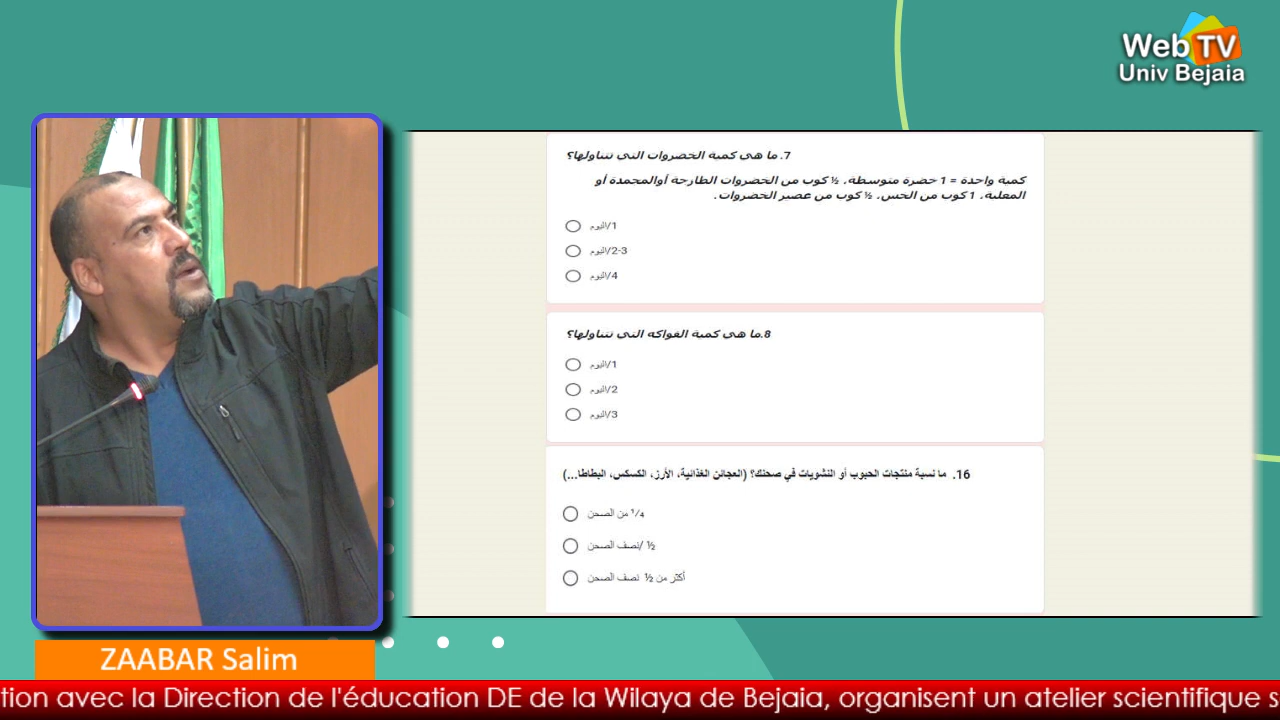 Web TV
Univ Bejaia
7. ما هي كمية الخضروات التي تتناولها؟
كمية واحدة = 1 خضرة متوسطة، ½ كوب من الخضروات الطازجة أوالمجمدة أو
المعلبة، 1 كوب من الخس، ½ كوب من عصير الخضروات.
1/اليوم
2-3/اليوم
4/اليوم
8.ما هي كمية الفواكه التي تتناولها؟
1/اليوم
2/اليوم
3/اليوم
16. ما نسبة منتجات الحبوب أو النشويات في صحنك؟ (العجائن الغذائية، الأرز، الكسكس، البطاطا...)
¼ من الصحن
½ /نصف الصحن
أكثر من ½ نصف الصحن
ZAABAR Salim
tion avec la Direction de l'éducation DE de la Wilaya de Bejaia, organisent un atelier scientifique s